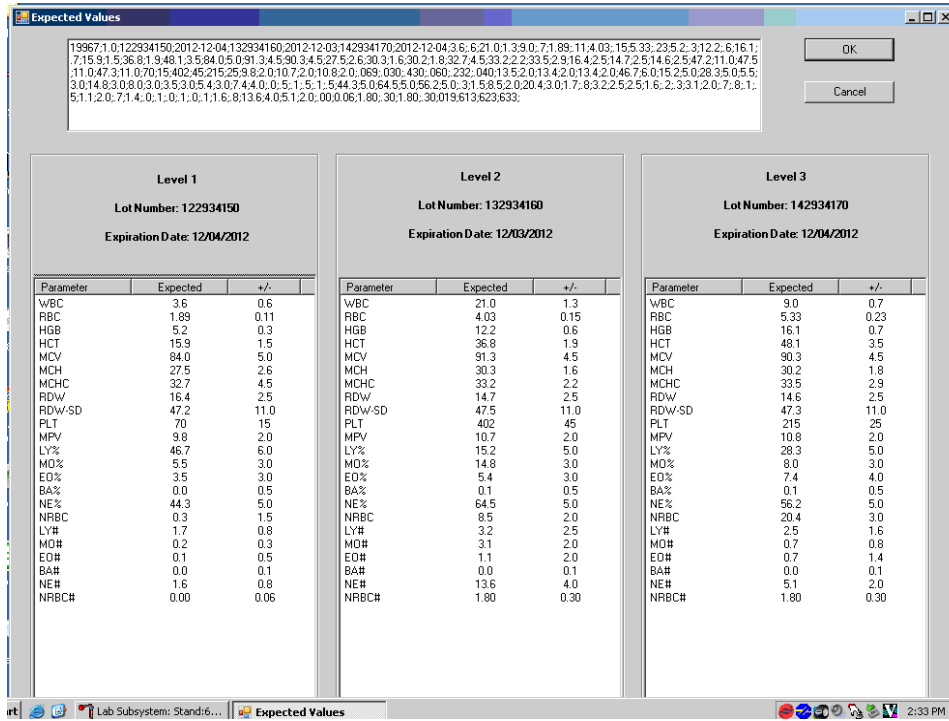 Expected Values
19967;1.0;122934150;2012-12-04;132934160;2012-12-03;142934170;2012-12-04;3.6;.6;21.0;1.3;9.0;.7;1.89;.11;4.03;.15;5.33;.23;5.2;.3;12.2;.6;16.1;
.7;15.9;1.5;36.8;1.9;48.1;3.5;84.0;5.0;91.3;4.5;90.3;4.5;27.5;2.6;30.3;1.6;30.2;1.8;32.7;4.5;33.2;2.2;33.5;2.9;16.4;2.5;14.7;2.5;14.6;2.5;47.2;11.0;47.5
;11.0;47.3;11.0;70;15;402;45;215;25;9.8;2.0;10.7;2.0;10.8;2.0;.069;.030;.430;.060;.232;.040;13.5;2.0;13.4;2.0;13.4;2.0;46.7;6.0;15.2;5.0;28.3;5.0;5.5;
3.0;14.8;3.0;8.0;3.0;3.5;3.0;5.4;3.0;7.4;4.0;.0;.5;.1;.5;.1;.5;44.3;5.0;64.5;5.0;56.2;5.0;.3;1.5;8.5;2.0;20.4;3.0;1.7;.8;3.2;2.5;2.5;1.6;.2;.3;3.1;2.0;.7;.8;.1;.
5;1.1;2.0;.7;1.4;.0;.1;.0;.1;.0;.1;1.6;.8;13.6;4.0;5.1;2.0;.00;0.06;1.80;.30;1.80;.30;019;613;623;633;
OK
Cancel
Level 1
Lot Number: 122934150
Expiration Date: 12/04/2012
Parameter Expected +/-
WBC 3.6 0.6
RBC 1.89 0.11
HGB 5.2 0.3
HCT 15.9 1.5
MCV 84.0 5.0
MCH 27.5 2.6
MCHC 32.7 4.5
RDW 16.4 2.5
RDW-SD 47.2 11.0
PLT 70 15
MPV 9.8 2.0
LY% 46.7 6.0
MO% 5.5 3.0
EO% 3.5 3.0
BA% 0.0 0.5
NE% 44.3 5.0
NRBC 0.3 1.5
LY# 1.7 0.8
MO# 0.2 0.3
EO# 0.1 0.5
BA# 0.0 0.1
NE# 1.6 0.8
NRBC# 0.00 0.06
Level 2
Lot Number: 132934160
Expiration Date: 12/03/2012
Parameter Expected +/-
WBC 21.0 1.3
RBC 4.03 0.15
HGB 12.2 0.6
HCT 36.8 1.9
MCV 91.3 4.5
MCH 30.3 1.6
MCHC 33.2 2.2
RDW 14.7 2.5
RDW-SD 47.5 11.0
PLT 402 45
MPV 10.7 2.0
LY% 15.2 5.0
MO% 14.8 3.0
EO% 5.4 3.0
BA% 0.1 0.5
NE% 64.5 5.0
NRBC 8.5 2.0
LY# 3.2 2.5
MO# 3.1 2.0
EO# 1.1 2.0
BA# 0.0 0.1
NE# 13.6 4.0
NRBC# 1.80 0.30
Level 3
Lot Number: 142934170
Expiration Date: 12/04/2012
Parameter Expected +/-
WBC 9.0 0.7
RBC 5.33 0.23
HGB 16.1 0.7
HCT 48.1 3.5
MCV 90.3 4.5
MCH 30.2 1.8
MCHC 33.5 2.9
RDW 14.6 2.5
RDW-SD 47.3 11.0
PLT 215 25
MPV 10.8 2.0
LY% 28.3 5.0
MO% 8.0 3.0
EO% 7.4 4.0
BA% 0.1 0.5
NE% 56.2 5.0
NRBC 20.4 3.0
LY# 2.5 1.6
MO# 0.7 0.8
EO# 0.7 1.4
BA# 0.0 0.1
NE# 5.1 2.0
NRBC# 1.80 0.30
art Lab Subsystem: Stand:6... Expected Values 2:33 PM